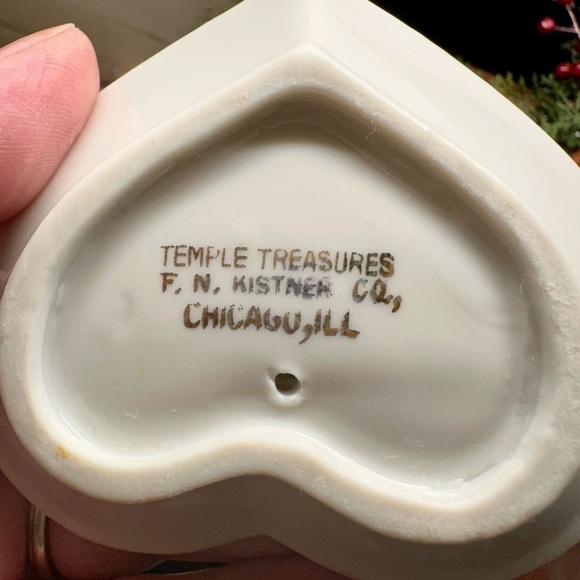 TEMPLE TREASURES
F. N. KISTNER CO.,
CHICAGO, ILL